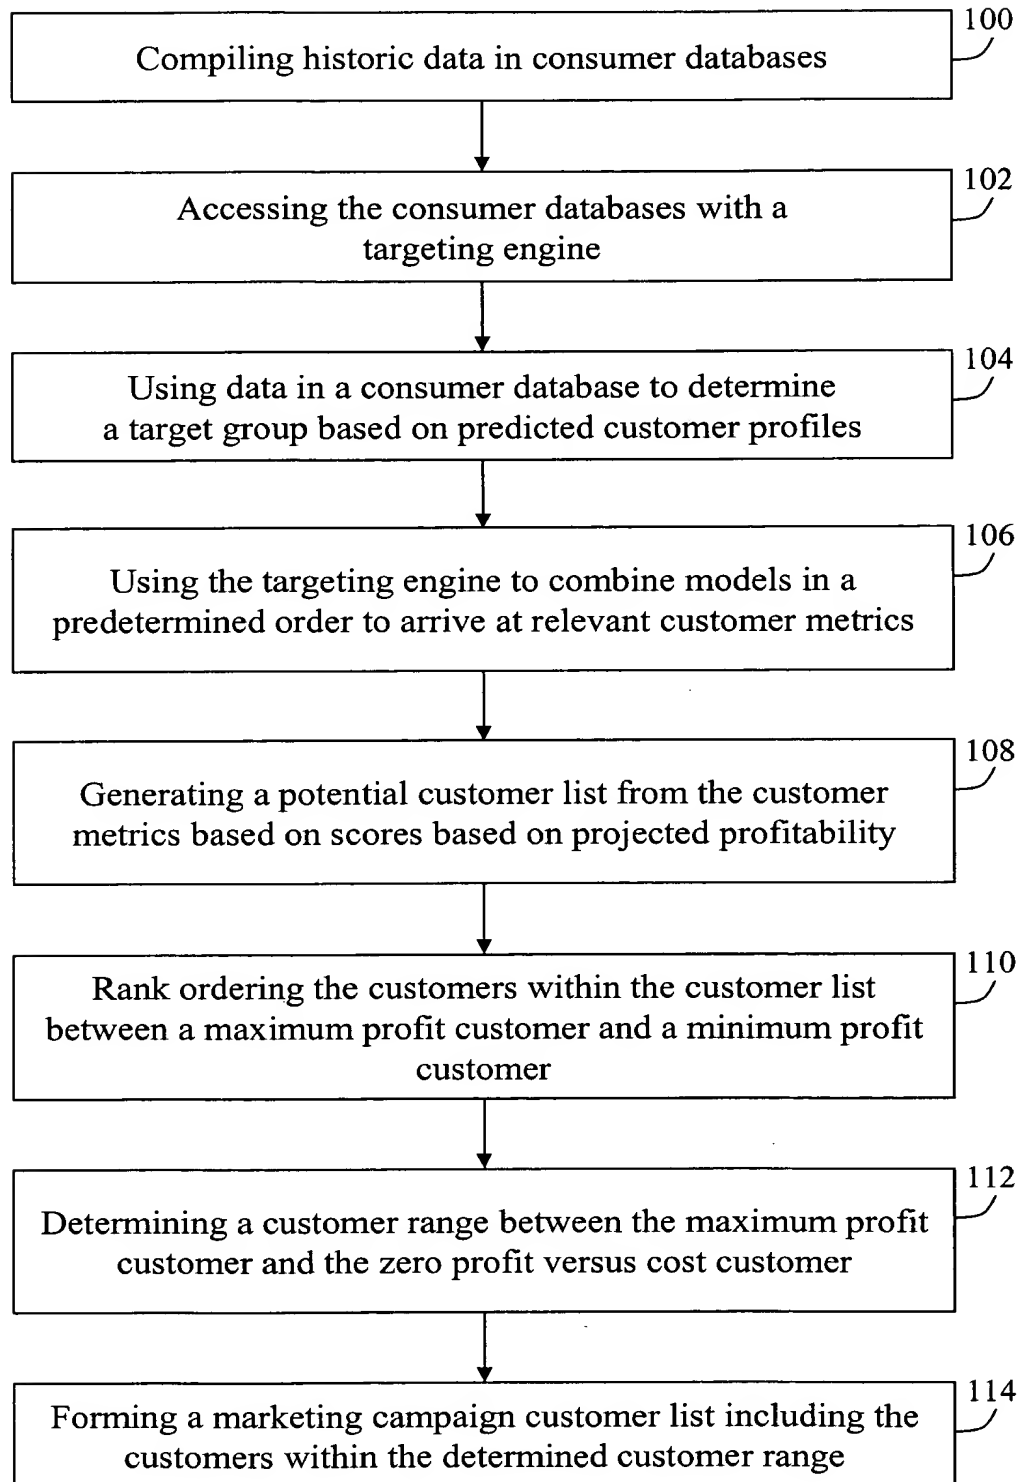 100
Compiling historic data in consumer databases
102
Accessing the consumer databases with a
targeting engine
104
Using data in a consumer database to determine
a target group based on predicted customer profiles
106
Using the targeting engine to combine models in a
predetermined order to arrive at relevant customer metrics
108
Generating a potential customer list from the customer
metrics based on scores based on projected profitability
110
Rank ordering the customers within the customer list
between a maximum profit customer and a minimum profit
customer
112
Determining a customer range between the maximum profit
customer and the zero profit versus cost customer
114
Forming a marketing campaign customer list including the
customers within the determined customer range